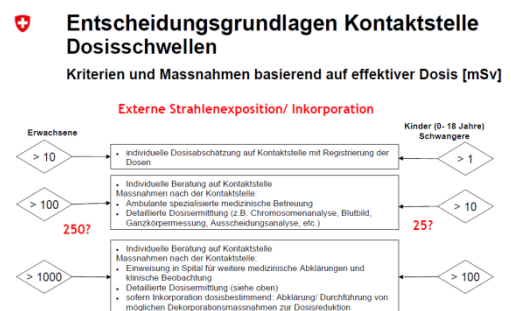 Entscheidungsgrundlagen Kontaktstelle
Dosisschwellen
Kriterien und Massnahmen basierend auf effektiver Dosis [mSv]
Externe Strahlenexposition/ Inkorporation
Erwachsene
Kinder (0- 18 Jahre)
Schwangere
> 10
• individuelle Dosisabschätzung auf Kontaktstelle mit Registrierung der
Dosen
> 1
> 100
250?
• Individuelle Beratung auf Kontaktstelle
Massnahmen nach der Kontaktstelle:
• Ambulante spezialisierte medizinische Betreuung
• Detaillierte Dosisermittlung (z.B. Chromosomenanalyse, Blutbild,
Ganzkörpermessung, Ausscheidungsanalyse, etc.)
> 10
25?
> 1000
• Individuelle Beratung auf Kontaktstelle
Massnahmen nach der Kontaktstelle:
• Einweisung in Spital für weitere medizinische Abklärungen und
klinische Beobachtung
• Detaillierte Dosisermittlung (siehe oben)
• sofern Inkorporation dosisbestimmend: Abklärung/ Durchführung von
möglichen Dekorporationsmassnahmen zur Dosisreduktion
> 100